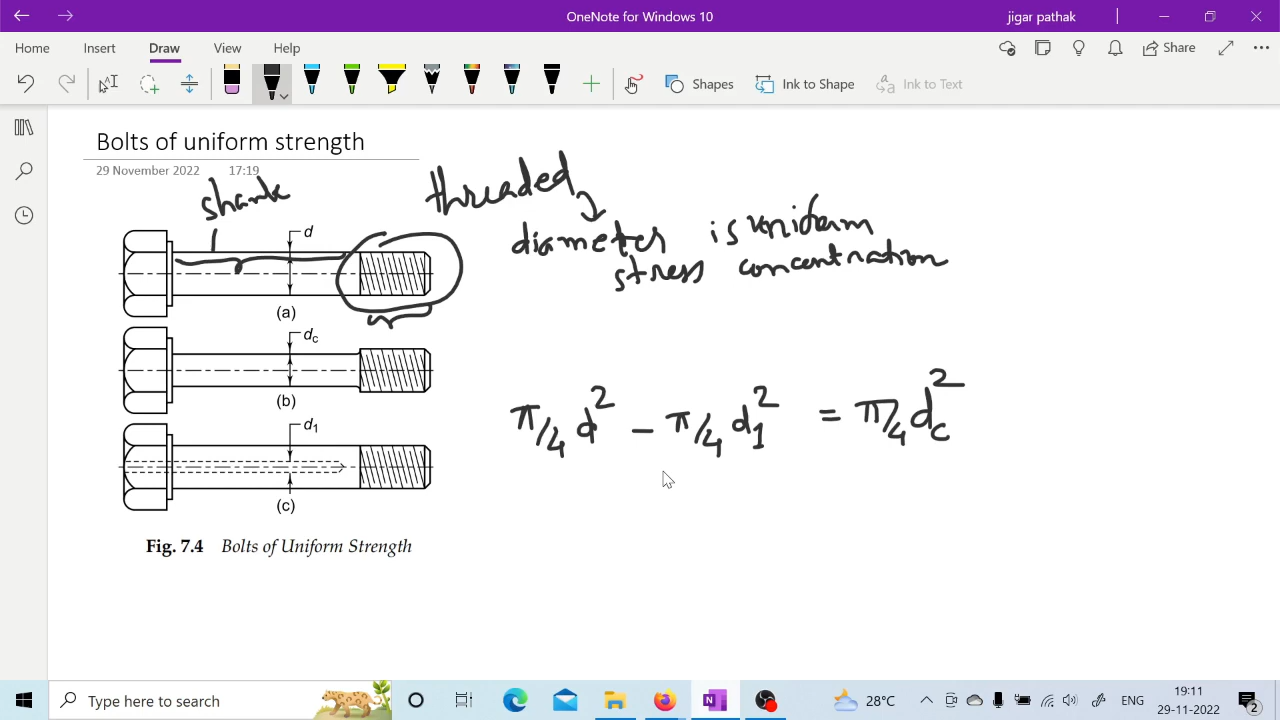 OneNote for Windows 10
jigar pathak
Home Insert Draw View Help
Share
Shapes Ink to Shape Ink to Text
Bolts of uniform strength
29 November 2022 17:19
shank
threaded
diameter is uniform
stress concentration
d
(a)
dc
(b)
d1
(c)
π/4 d² - π/4 d₁² = π/4 dc²
Fig. 7.4 Bolts of Uniform Strength
Type here to search
28°C
ENG
19:11
29-11-2022
2